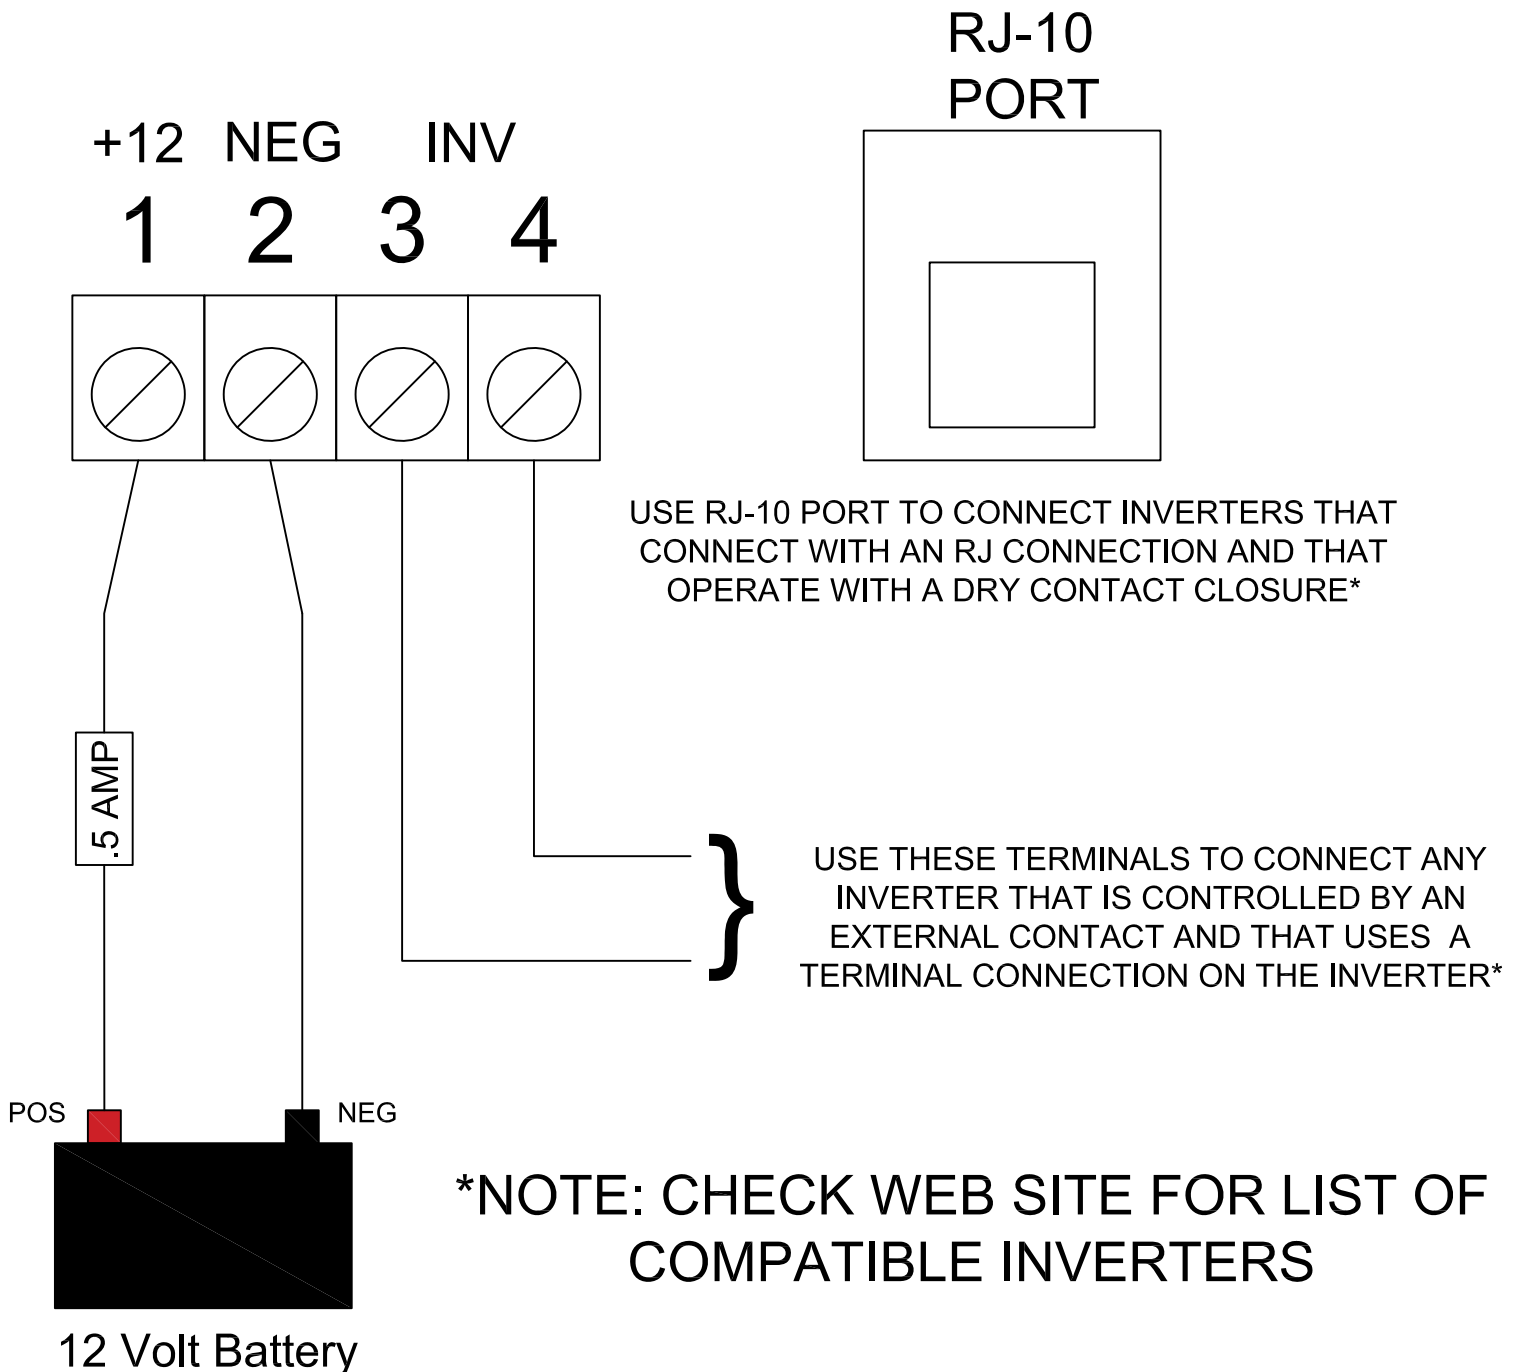 RJ-10
PORT
+12 NEG INV
1 2 3 4
USE RJ-10 PORT TO CONNECT INVERTERS THAT
CONNECT WITH AN RJ CONNECTION AND THAT
OPERATE WITH A DRY CONTACT CLOSURE*
.5 AMP
USE THESE TERMINALS TO CONNECT ANY
INVERTER THAT IS CONTROLLED BY AN
EXTERNAL CONTACT AND THAT USES A
TERMINAL CONNECTION ON THE INVERTER*
POS NEG
*NOTE: CHECK WEB SITE FOR LIST OF
COMPATIBLE INVERTERS
12 Volt Battery